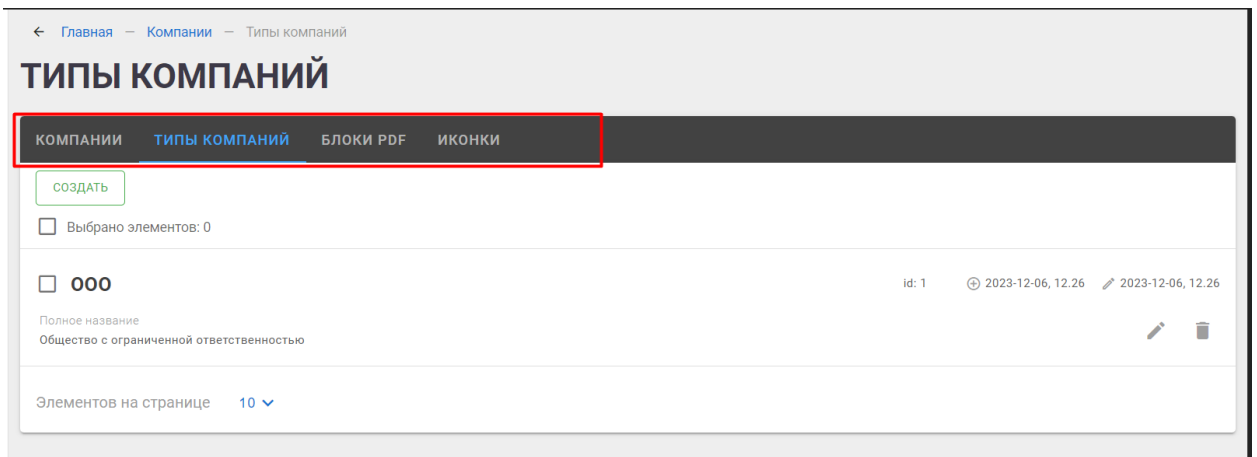 ← Главная — Компании — Типы компаний
ТИПЫ КОМПАНИЙ
КОМПАНИИ ТИПЫ КОМПАНИЙ БЛОКИ PDF ИКОНКИ
СОЗДАТЬ
Выбрано элементов: 0
ООО id: 1 2023-12-06, 12.26 2023-12-06, 12.26
Полное название
Общество с ограниченной ответственностью
Элементов на странице 10